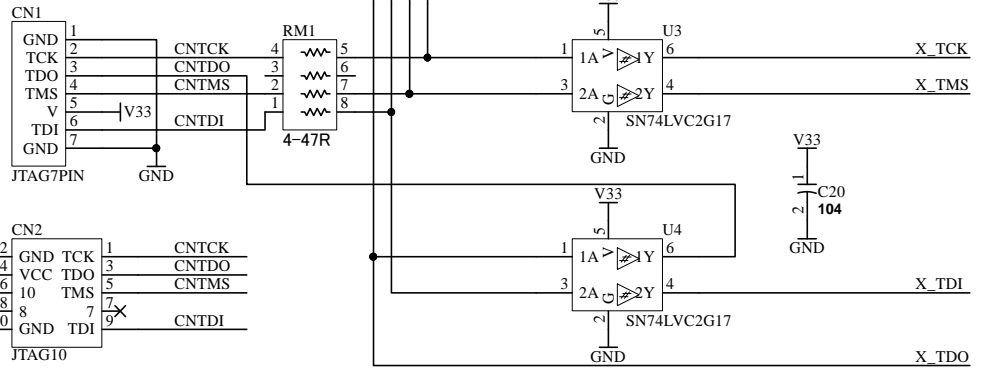 CN1
GND 1
TCK 2 CNTCK
TDO 3 CNTDO
TMS 4 CNTMS
V 5 V33
TDI 6 CNTDI
GND 7
JTAG7PIN
GND
RM1
4 5
3 6
2 7
1 8
4-47R
U3
5
1 1A V 1Y 6 X_TCK
3 2A G 2Y 4 X_TMS
2 SN74LVC2G17
GND
V33
1
C20
2 104
GND
V33
U4
5
1 1A V 1Y 6
3 2A G 2Y 4 X_TDI
2 SN74LVC2G17
GND
X_TDO
CN2
2 GND TCK 1 CNTCK
4 VCC TDO 3 CNTDO
6 10 TMS 5 CNTMS
8 8 7 7
0 GND TDI 9 CNTDI
JTAG10